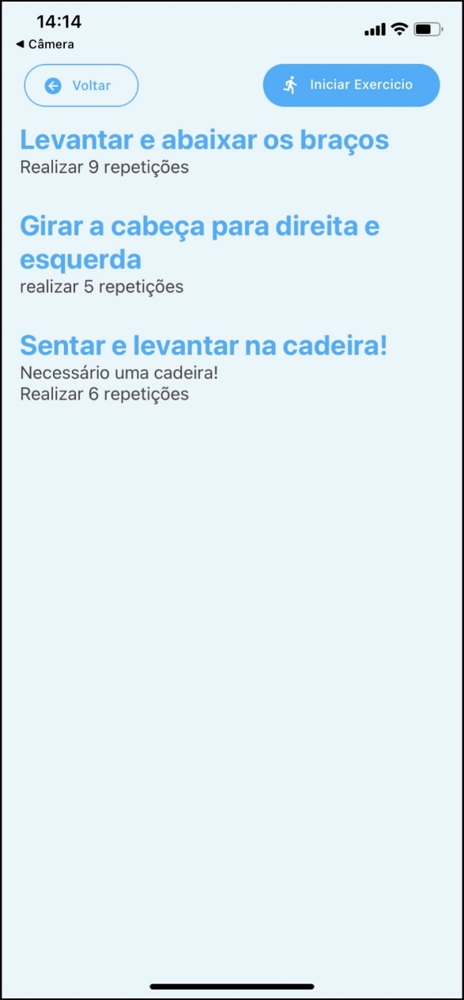 14:14
Câmera
Voltar
Iniciar Exercicio
Levantar e abaixar os braços
Realizar 9 repetições
Girar a cabeça para direita e
esquerda
realizar 5 repetições
Sentar e levantar na cadeira!
Necessário uma cadeira!
Realizar 6 repetições